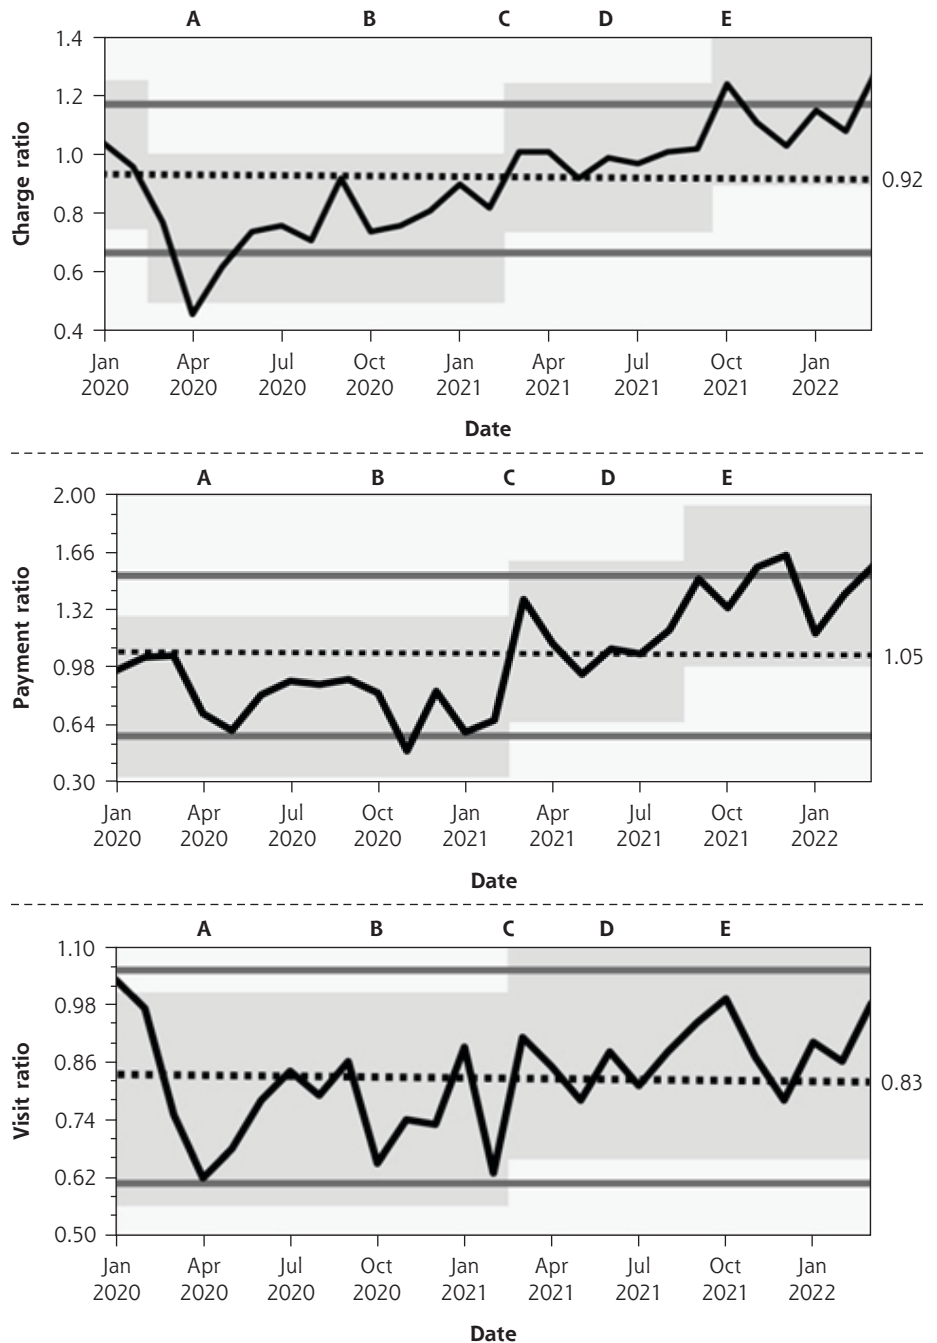 A B C D E
1.4
1.2
1.0
0.8
0.6
0.4
Charge ratio
0.92
Jan Apr Jul Oct Jan Apr Jul Oct Jan
2020 2020 2020 2020 2021 2021 2021 2021 2022
Date
A B C D E
2.00
1.66
1.32
0.98
0.64
0.30
Payment ratio
1.05
Jan Apr Jul Oct Jan Apr Jul Oct Jan
2020 2020 2020 2020 2021 2021 2021 2021 2022
Date
A B C D E
1.10
0.98
0.86
0.74
0.62
0.50
Visit ratio
0.83
Jan Apr Jul Oct Jan Apr Jul Oct Jan
2020 2020 2020 2020 2021 2021 2021 2021 2022
Date